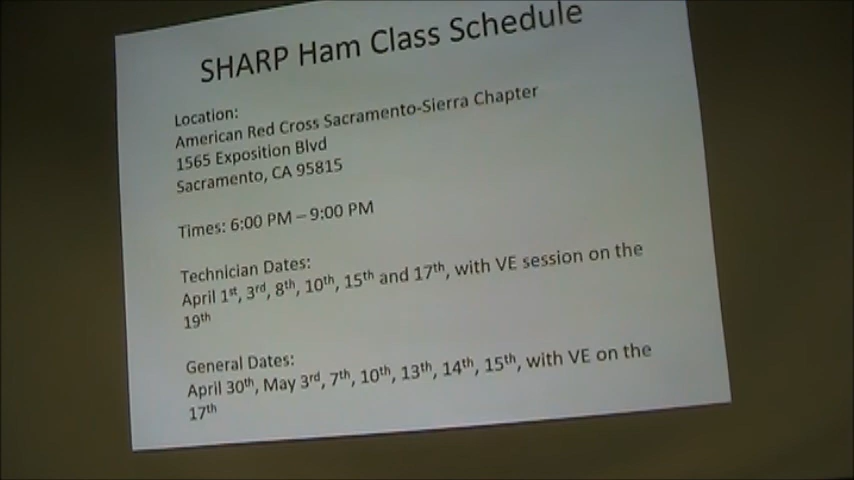 SHARP Ham Class Schedule
Location:
American Red Cross Sacramento-Sierra Chapter
1565 Exposition Blvd
Sacramento, CA 95815
Times: 6:00 PM – 9:00 PM
Technician Dates:
April 1st, 3rd, 8th, 10th, 15th and 17th, with VE session on the
19th
General Dates:
April 30th, May 3rd, 7th, 10th, 13th, 14th, 15th, with VE on the
17th